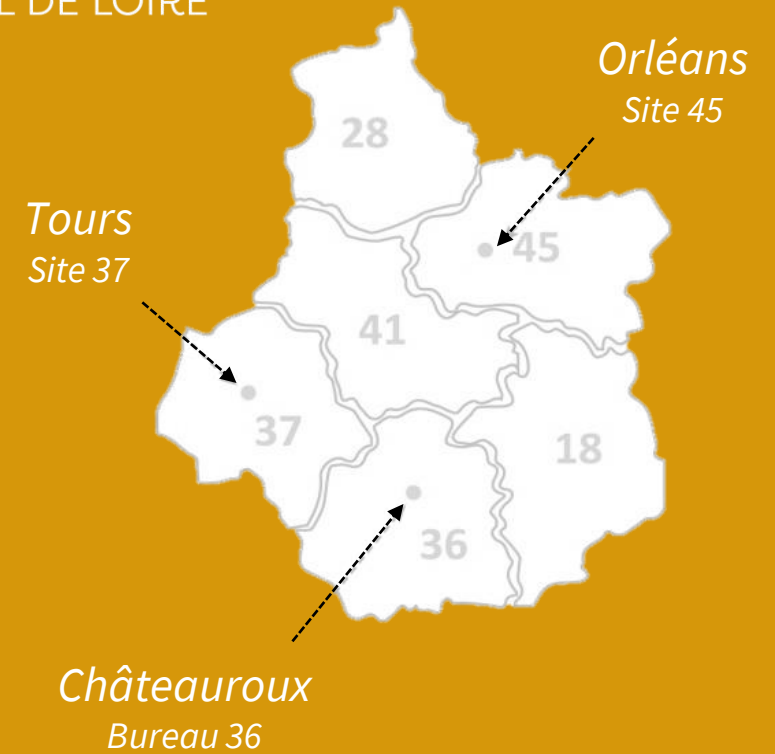 L DE LOIRE
Orléans
Site 45
28
Tours
Site 37
45
41
37
18
36
Châteauroux
Bureau 36